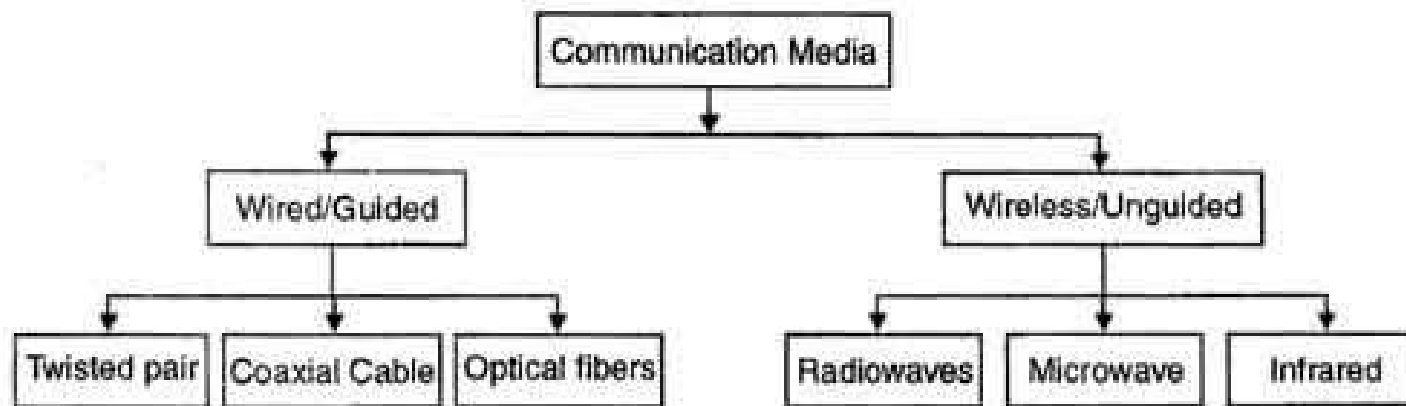 Communication Media
Wired/Guided
Wireless/Unguided
Twisted pair
Coaxial Cable
Optical fibers
Radiowaves
Microwave
Infrared